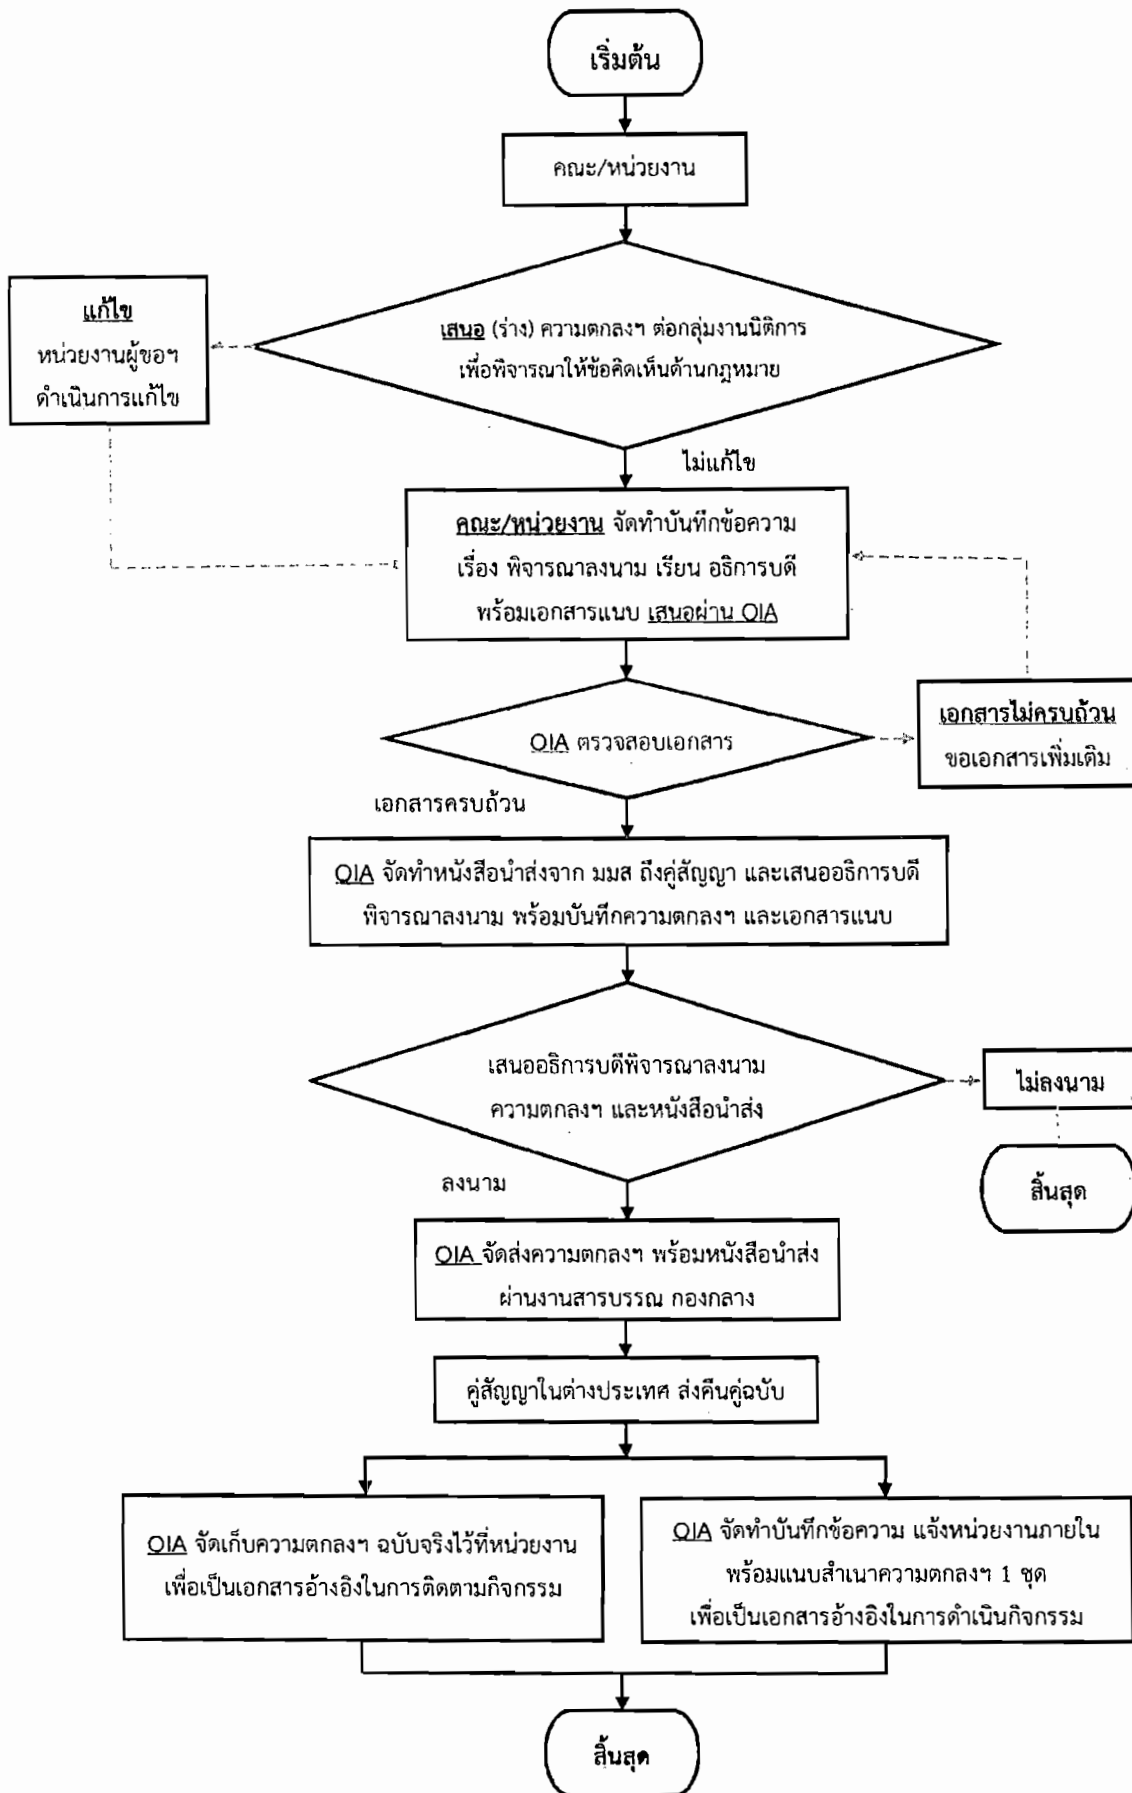 เริ่มต้น
คณะ/หน่วยงาน
แก้ไข
หน่วยงานผู้ขอฯ
ดำเนินการแก้ไข
เสนอ (ร่าง) ความตกลงฯ ต่อกลุ่มงานนิติการ
เพื่อพิจารณาให้ข้อคิดเห็นด้านกฎหมาย
ไม่แก้ไข
คณะ/หน่วยงาน จัดทำบันทึกข้อความ
เรื่อง พิจารณาลงนาม เรียน อธิการบดี
พร้อมเอกสารแนบ เสนอผ่าน OIA
OIA ตรวจสอบเอกสาร
เอกสารไม่ครบถ้วน
ขอเอกสารเพิ่มเติม
เอกสารครบถ้วน
OIA จัดทำหนังสือนำส่งจาก มมส ถึงคู่สัญญา และเสนออธิการบดี
พิจารณาลงนาม พร้อมบันทึกความตกลงฯ และเอกสารแนบ
เสนออธิการบดีพิจารณาลงนาม
ความตกลงฯ และหนังสือนำส่ง
ไม่ลงนาม
สิ้นสุด
ลงนาม
OIA จัดส่งความตกลงฯ พร้อมหนังสือนำส่ง
ผ่านงานสารบรรณ กองกลาง
คู่สัญญาในต่างประเทศ ส่งคืนคู่ฉบับ
OIA จัดเก็บความตกลงฯ ฉบับจริงไว้ที่หน่วยงาน
เพื่อเป็นเอกสารอ้างอิงในการติดตามกิจกรรม
OIA จัดทำบันทึกข้อความ แจ้งหน่วยงานภายใน
พร้อมแนบสำเนาความตกลงฯ 1 ชุด
เพื่อเป็นเอกสารอ้างอิงในการดำเนินกิจกรรม
สิ้นสุด